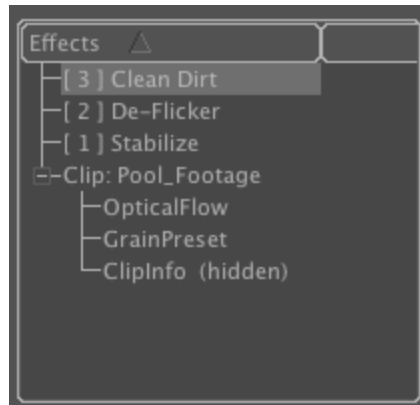 Effects
[ 3 ] Clean Dirt
[ 2 ] De-Flicker
[ 1 ] Stabilize
Clip: Pool_Footage
OpticalFlow
GrainPreset
ClipInfo (hidden)